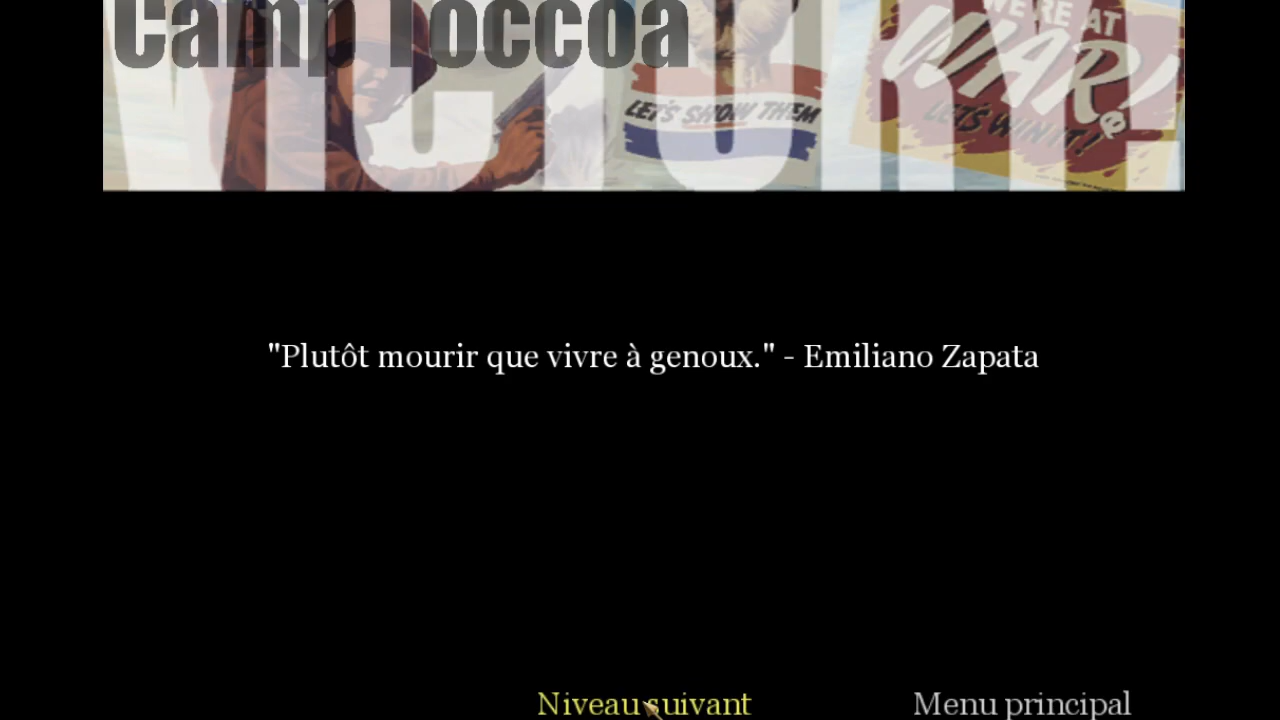 Camp Toccoa
VICTORY
WE'RE AT
WAR!
LET'S WIN IT!
LET'S SHOW THEM
"Plutôt mourir que vivre à genoux." - Emiliano Zapata
Niveau suivant
Menu principal